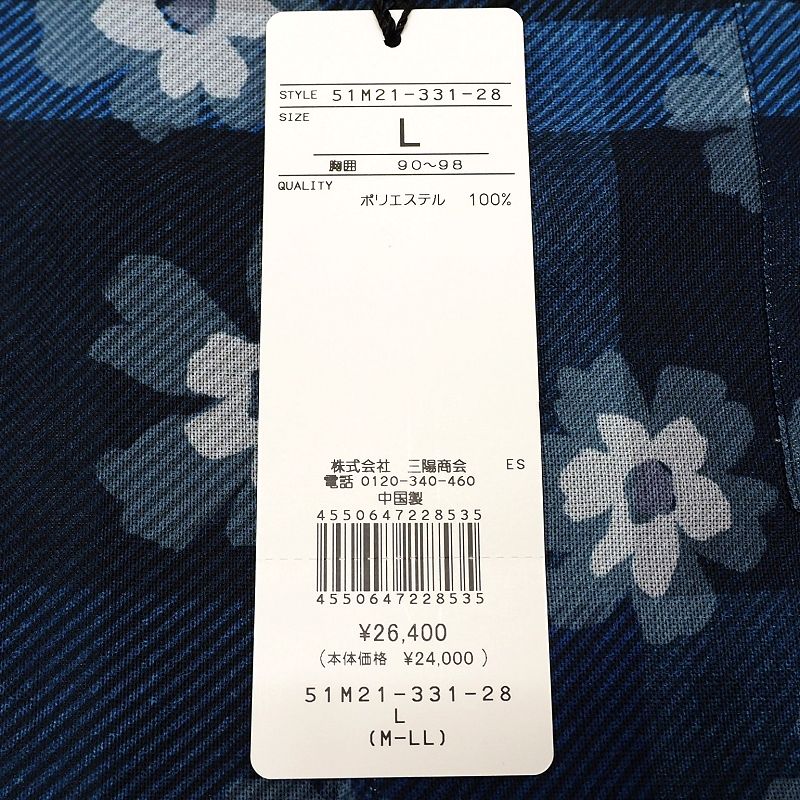 STYLE 51M21-331-28
SIZE L
胸囲 90〜98
QUALITY
ポリエステル 100%
株式会社 三陽商会 ES
電話 0120-340-460
中国製
4550647228535
4550647228535
¥26,400
(本体価格 ¥24,000)
51M21-331-28
L
(M-LL)